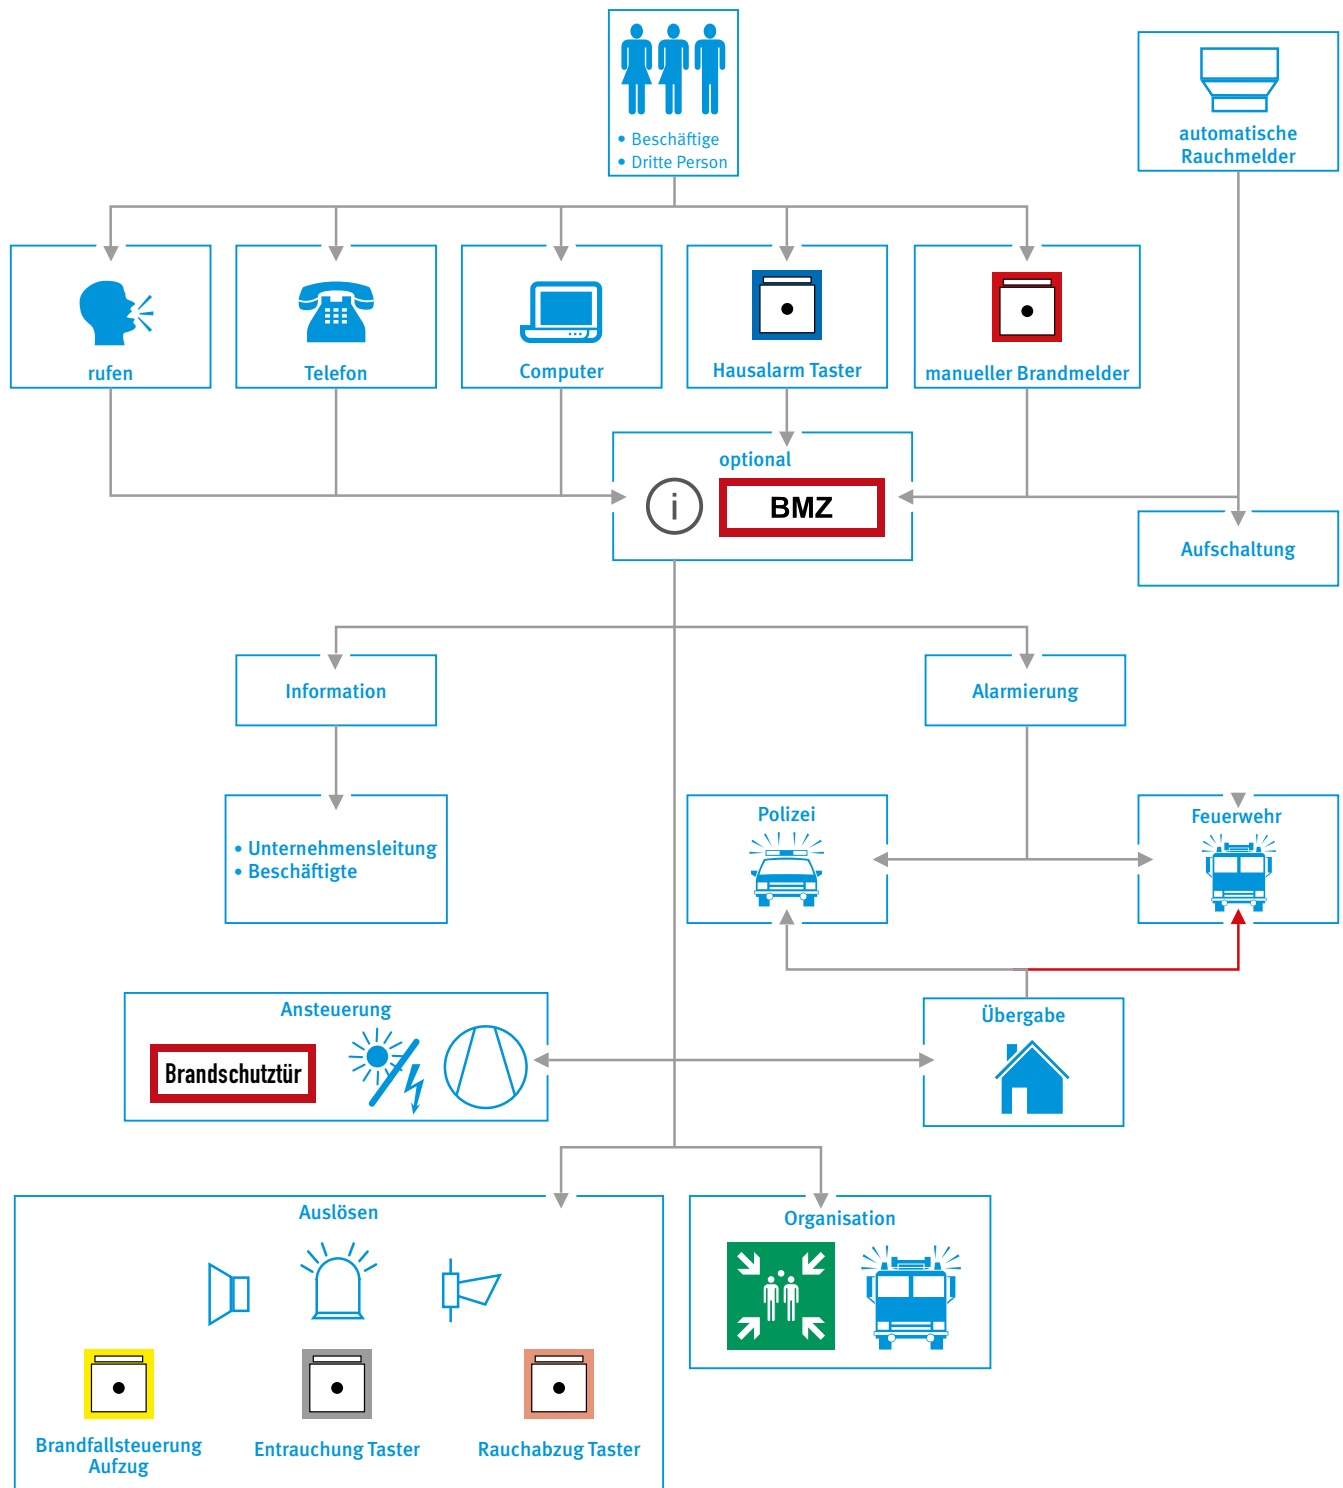 • Beschäftige
• Dritte Person
automatische
Rauchmelder
rufen
Telefon
Computer
Hausalarm Taster
manueller Brandmelder
optional
i
BMZ
Aufschaltung
Information
Alarmierung
• Unternehmensleitung
• Beschäftigte
Polizei
Feuerwehr
Ansteuerung
Brandschutztür
Übergabe
Auslösen
Organisation
Brandfallsteuerung
Aufzug
Entrauchung Taster
Rauchabzug Taster